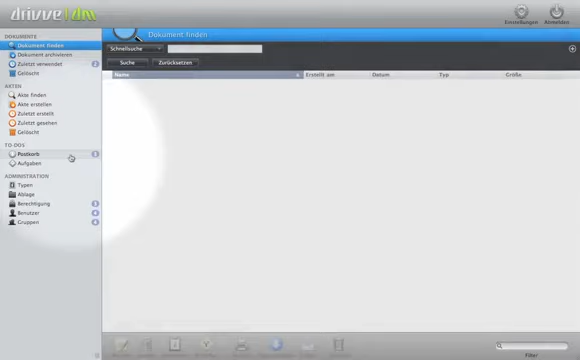 drivve | dm
Einstellungen
Abmelden
DOKUMENTE
Dokument finden
Dokument archivieren
Zuletzt verwendet 2
Gelöscht
AKTEN
Akte finden
Akte erstellen
Zuletzt erstellt
Zuletzt gesehen
Gelöscht
TO DOS
Postkorb
Aufgaben
ADMINISTRATION
Typen
Ablage
Berechtigung
Benutzer
Gruppen
Dokument finden
Schnellsuche
Suche Zurücksetzen
Name Erstellt am Datum Typ Größe
Filter